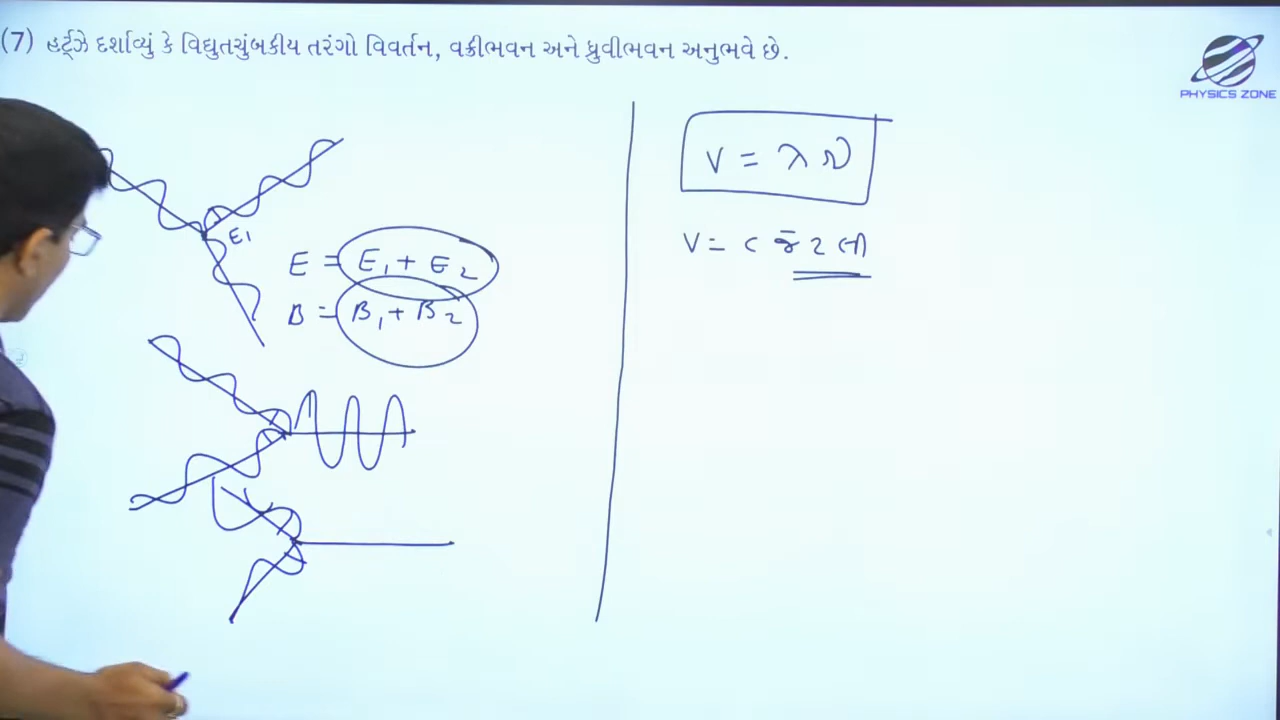 (7) હર્ટ્ઝે દર્શાવ્યું કે વિદ્યુતચુંબકીય તરંગો વિવર્તન, વક્રીભવન અને ધ્રુવીભવન અનુભવે છે.
PHYSICS ZONE
E1
E = E1 + E2
B = B1 + B2
v = λν
v = c જેટલી